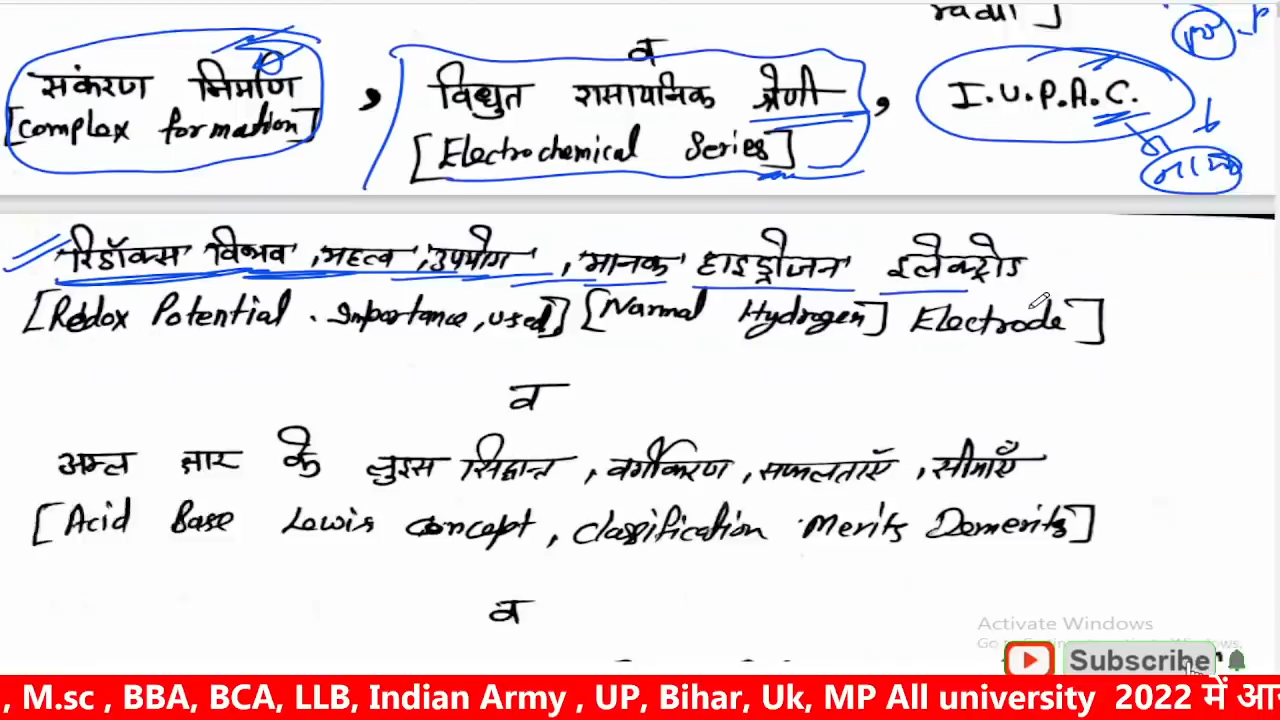 radii]
व
संकरण निर्माण , विधुत रासायनिक श्रेणी , I.U.P.A.C.
[Complex formation] [Electrochemical Series]
रिडॉक्स विभव , महत्व , उपयोग , मानक हाइड्रोजन इलेक्ट्रोड
[Redox Potential . Importance, used] [Normal Hydrogen] Electrode]
व
अम्ल क्षार के लुइस सिद्धान्त , वर्गीकरण , सफलताएँ , सीमाएँ
[Acid Base Lewis concept , Classification . Merits Demerits]
व
Activate Windows
Subscribe
, M.sc , BBA, BCA, LLB, Indian Army , UP, Bihar, Uk, MP All university 2022 में आ